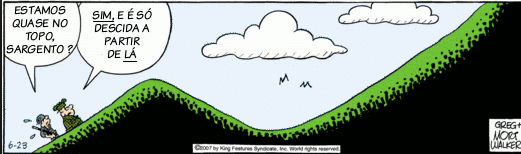 ESTAMOS
QUASE NO
TOPO,
SARGENTO ?
SIM, E É SÓ
DESCIDA A
PARTIR
DE LÁ
6-23
©2007 by King Features Syndicate, Inc. World rights reserved.
GREG+
MORT
WALKER